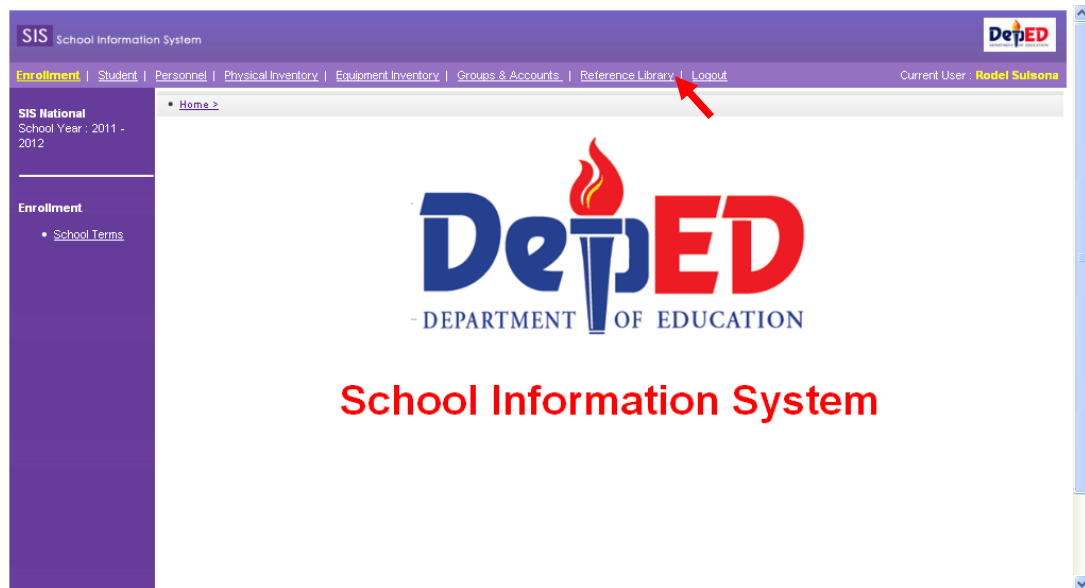 SIS School Information System
DepED
DEPARTMENT OF EDUCATION
Enrollment | Student | Personnel | Physical Inventory | Equipment Inventory | Groups & Accounts | Reference Library | Logout
Current User : Rodel Sulsona
SIS National
School Year : 2011 -
2012
Enrollment
• School Terms
• Home >
DepED
DEPARTMENT OF EDUCATION
School Information System